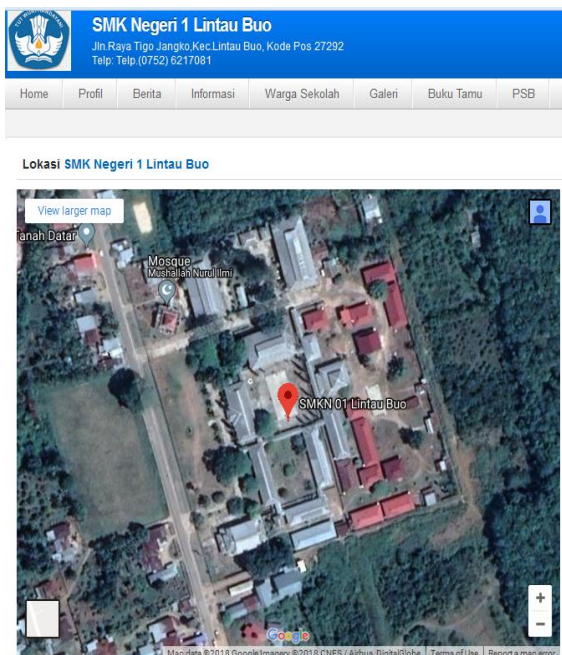 SMK Negeri 1 Lintau Buo
Jln.Raya Tigo Jangko,Kec.Lintau Buo, Kode Pos 27292
Telp: Telp.(0752) 6217081
Home Profil Berita Informasi Warga Sekolah Galeri Buku Tamu PSB
Lokasi SMK Negeri 1 Lintau Buo
View larger map
Tanah Datar
Mosque
Mushallah Nurul Ilmi
SMKN 01 Lintau Buo
+
−
Google
Map data ©2018 Google Imagery ©2018 CNES / Airbus, DigitalGlobe Terms of Use Report a map error